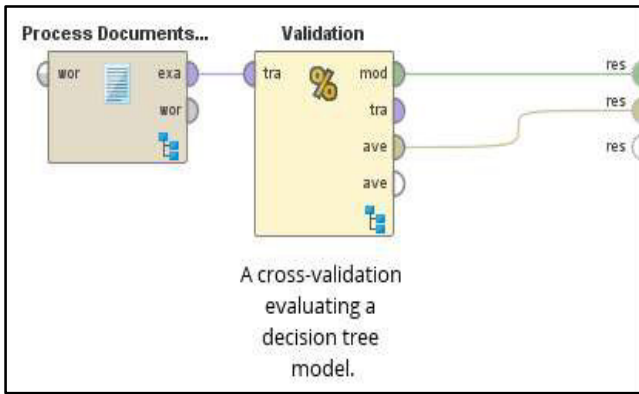 Process Documents...
Validation
wor
exa
wor
tra
mod
tra
ave
ave
res
res
res
A cross-validation
evaluating a
decision tree
model.